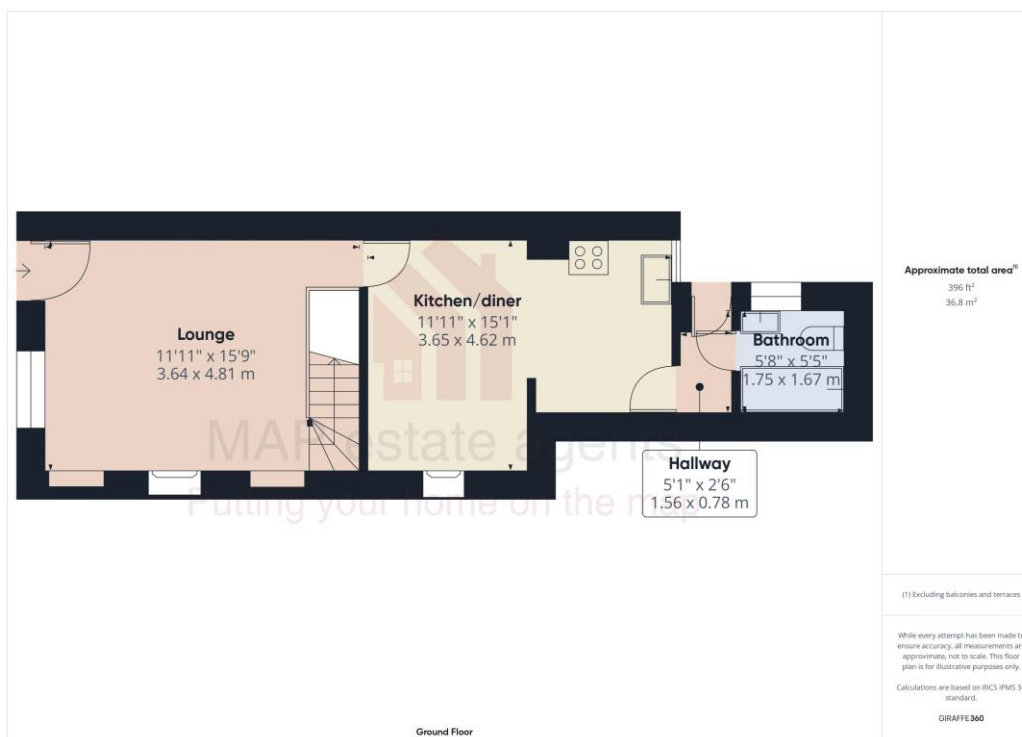 Lounge
11'11" x 15'9"
3.64 x 4.81 m
Kitchen/diner
11'11" x 15'1"
3.65 x 4.62 m
Bathroom
5'8" x 5'5"
1.75 x 1.67 m
Hallway
5'1" x 2'6"
1.56 x 0.78 m
MAP estate agents
Putting your home on the map
Approximate total area⁽¹⁾
396 ft²
36.8 m²
(1) Excluding balconies and terraces
While every attempt has been made to
ensure accuracy, all measurements are
approximate, not to scale. This floor
plan is for illustrative purposes only.
Calculations are based on RICS IPMS 3
standard.
GIRAFFE360
Ground Floor